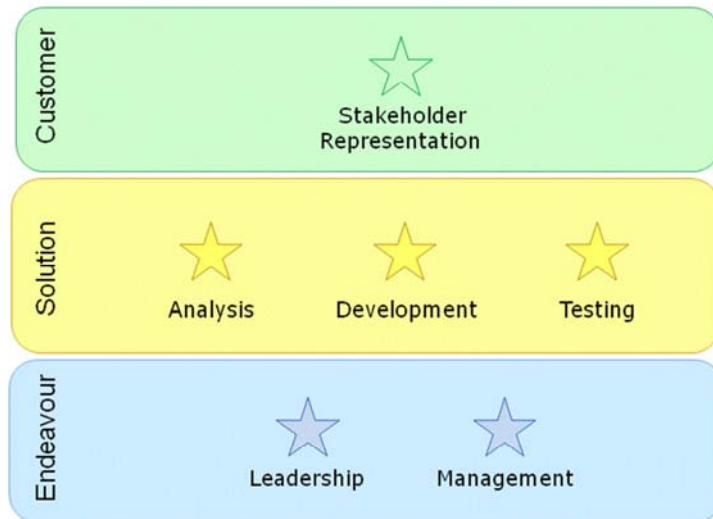 Customer
Stakeholder
Representation
Solution
Analysis
Development
Testing
Endeavour
Leadership
Management